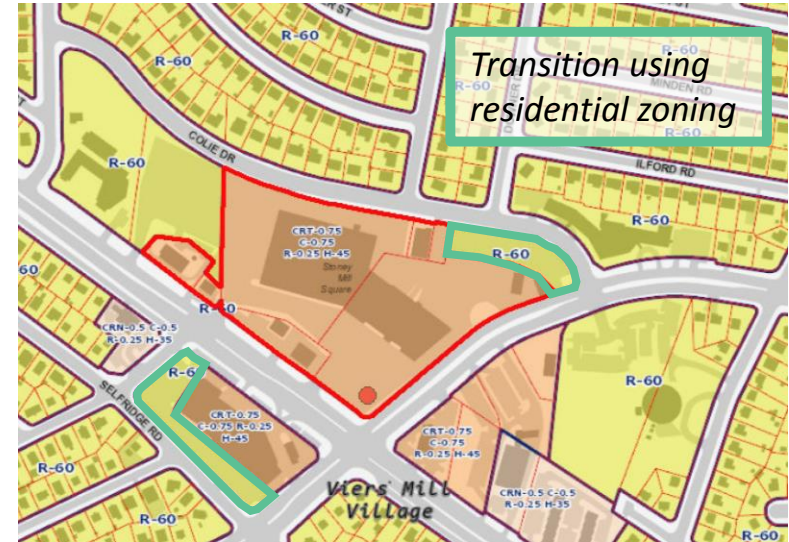 ST
R-60
R-60
Transition using
residential zoning
MINDEN RD
R-60
ILFORD RD
COLIE DR
R-60
R-60
CRT-0.75
C-0.75
R-0.25 H-45
Stoney
Mill
Square
R-60
60
R-60
CRN-0.5 C-0.5
R-0.25 H-35
R-6
SELFRIDGE RD
CRT-0.75
C-0.75 R-0.25
H-45
CRT-0.75
C-0.75
R-0.25 H-45
R-60
R-60
Viers Mill
Village
CRN-0.5 C-0.5
R-0.25 H-35
R-60
R-60